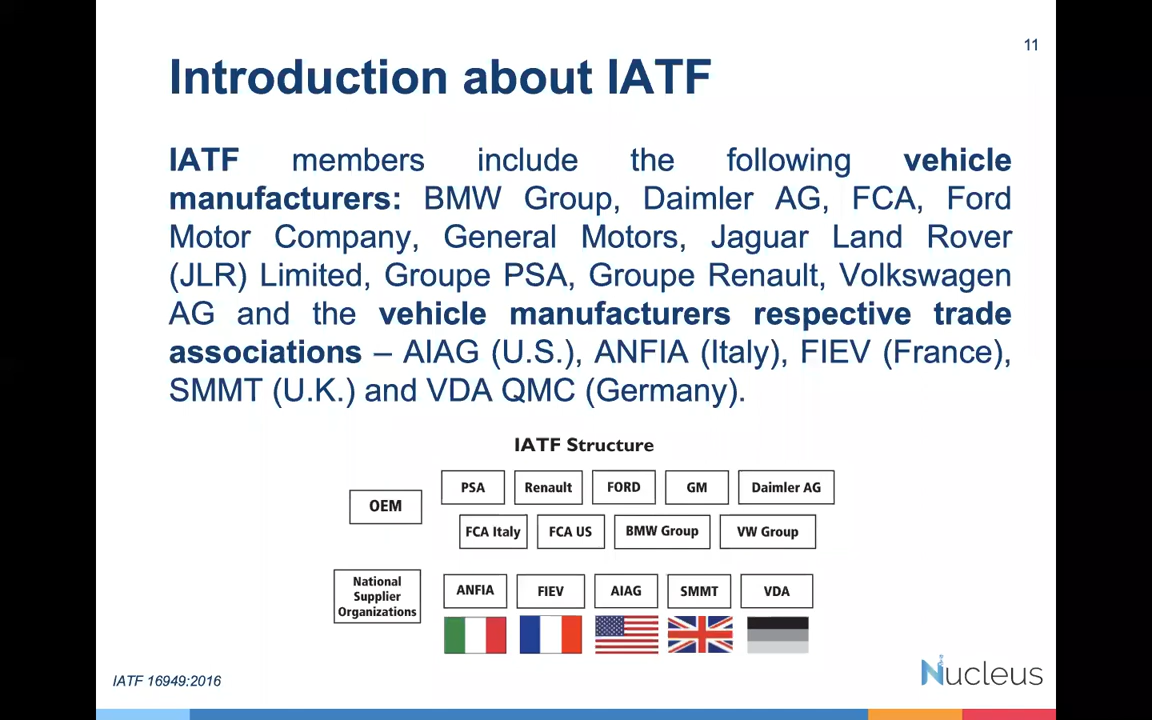 11
Introduction about IATF
IATF members include the following vehicle
manufacturers: BMW Group, Daimler AG, FCA, Ford
Motor Company, General Motors, Jaguar Land Rover
(JLR) Limited, Groupe PSA, Groupe Renault, Volkswagen
AG and the vehicle manufacturers respective trade
associations – AIAG (U.S.), ANFIA (Italy), FIEV (France),
SMMT (U.K.) and VDA QMC (Germany).
IATF Structure
OEM
PSA Renault FORD GM Daimler AG
FCA Italy FCA US BMW Group VW Group
National
Supplier
Organizations
ANFIA FIEV AIAG SMMT VDA
IATF 16949:2016
Nucleus